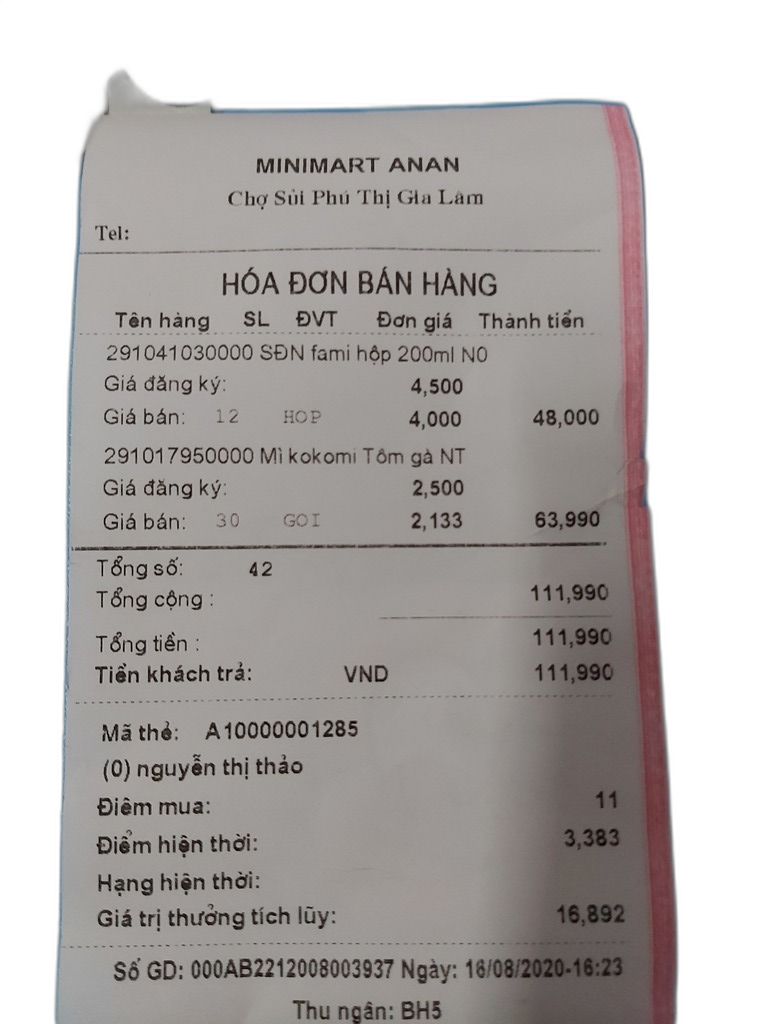 MINIMART ANAN
Chợ Sủi Phú Thị Gia Lâm
Tel:
HÓA ĐƠN BÁN HÀNG
Tên hàng SL ĐVT Đơn giá Thành tiền
291041030000 SĐN fami hộp 200ml N0
Giá đăng ký: 4,500
Giá bán: 12 HOP 4,000 48,000
291017950000 Mì kokomi Tôm gà NT
Giá đăng ký: 2,500
Giá bán: 30 GOI 2,133 63,990
Tổng số: 42
Tổng cộng : 111,990
Tổng tiền : 111,990
Tiền khách trả: VND 111,990
Mã thẻ: A10000001285
(0) nguyễn thị thảo
Điểm mua: 11
Điểm hiện thời: 3,383
Hạng hiện thời:
Giá trị thưởng tích lũy: 16,892
Số GD: 000AB2212008003937 Ngày: 16/08/2020-16:23
Thu ngân: BH5